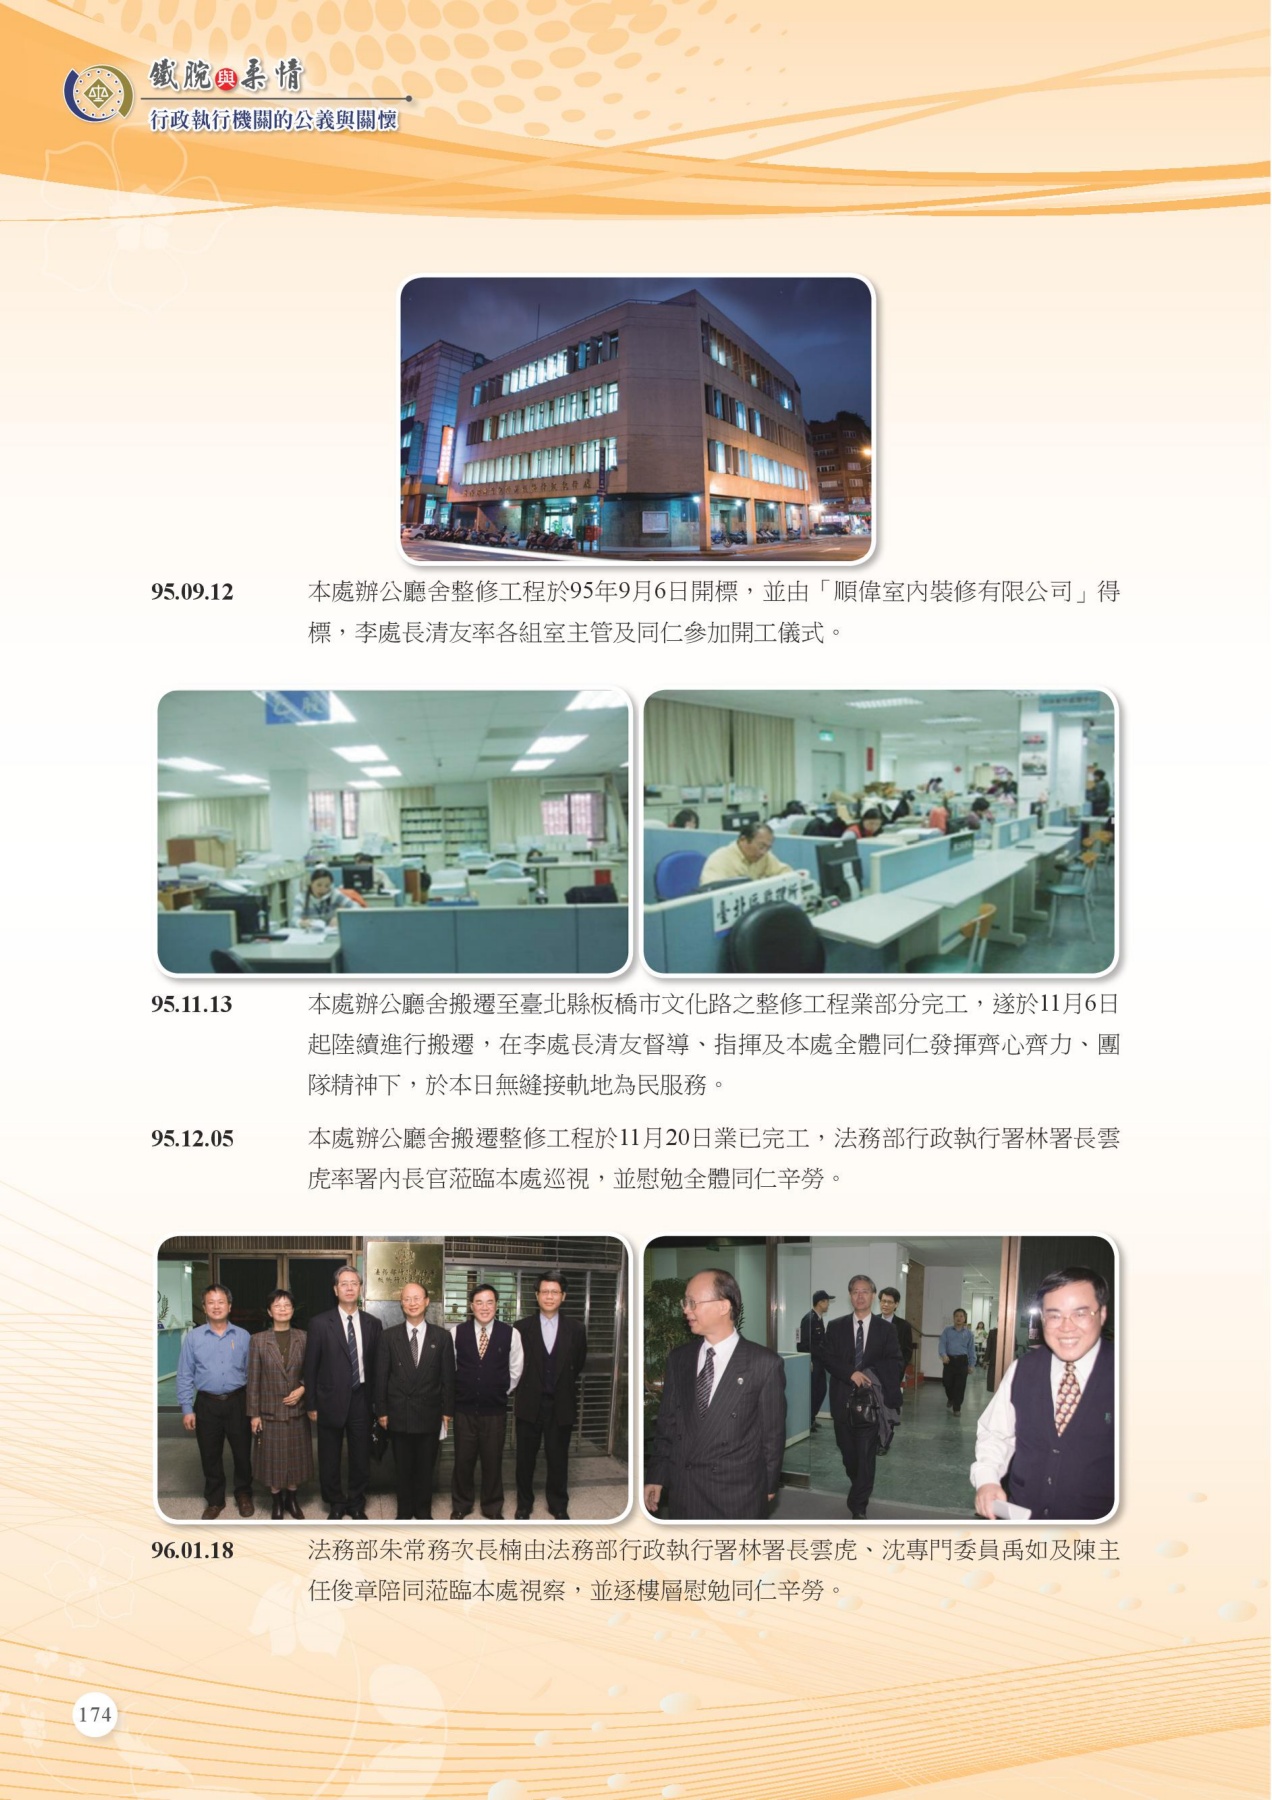 鐵腕與柔情
行政執行機關的公義與關懷
95.09.12 本處辦公廳舍整修工程於95年9月6日開標，並由「順偉室內裝修有限公司」得
標，李處長清友率各組室主管及同仁參加開工儀式。
臺北區監理所
95.11.13 本處辦公廳舍搬遷至臺北縣板橋市文化路之整修工程業部分完工，遂於11月6日
起陸續進行搬遷，在李處長清友督導、指揮及本處全體同仁發揮齊心齊力、團
隊精神下，於本日無縫接軌地為民服務。
95.12.05 本處辦公廳舍搬遷整修工程於11月20日業已完工，法務部行政執行署林署長雲
虎率署內長官蒞臨本處巡視，並慰勉全體同仁辛勞。
96.01.18 法務部朱常務次長楠由法務部行政執行署林署長雲虎、沈專門委員禹如及陳主
任俊章陪同蒞臨本處視察，並逐樓層慰勉同仁辛勞。
174